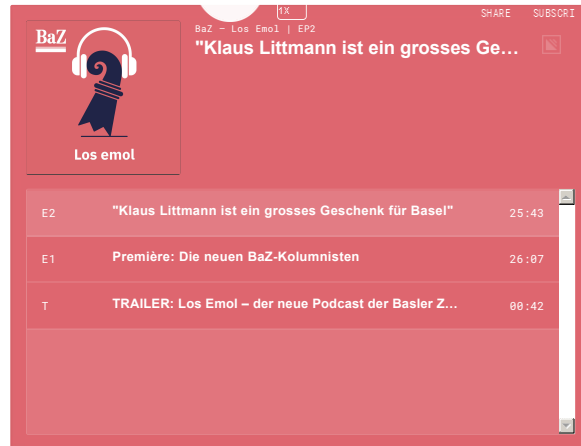 1X
SHARE SUBSCRI
BaZ
BaZ – Los Emol | EP2
"Klaus Littmann ist ein grosses Ge…
Los emol
E2 "Klaus Littmann ist ein grosses Geschenk für Basel" 25:43
E1 Première: Die neuen BaZ-Kolumnisten 26:07
T TRAILER: Los Emol – der neue Podcast der Basler Z… 00:42